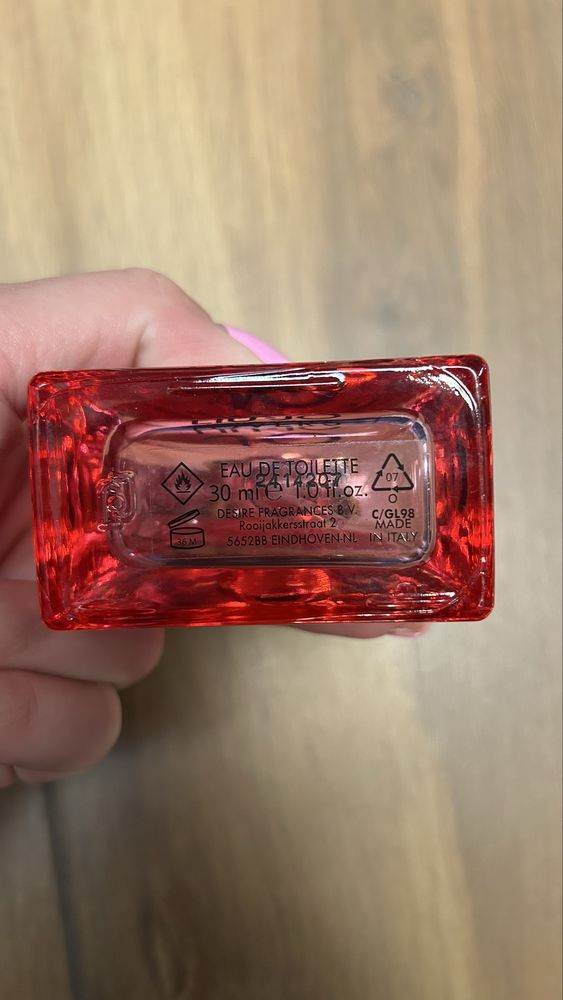 EAU DE TOILETTE
2414207
30 ml e 1.0 fl.oz.
DESIRE FRAGRANCES B.V.
Rooijakkersstraat 2
5652BB EINDHOVEN-NL
36 M
07
C/GL98
MADE
IN ITALY